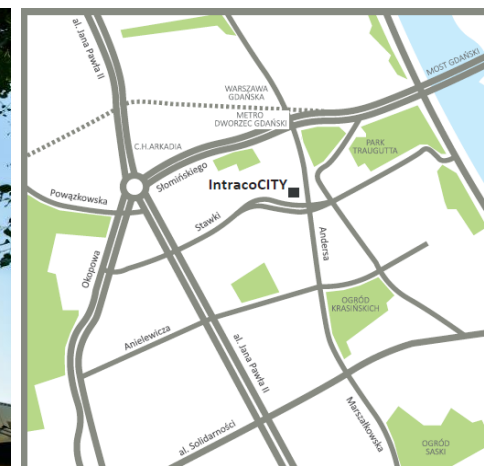 al. Jana Pawła II
MOST GDAŃSKI
WARSZAWA
GDAŃSKA
METRO
DWORZEC GDAŃSKI
C.H. ARKADIA
PARK
TRAUGUTTA
Słomińskiego
IntracoCITY
Powązkowska
Stawki
Andersa
Okopowa
OGRÓD
KRASIŃSKICH
Anielewicza
al. Jana Pawła II
Marszałkowska
al. Solidarności
OGRÓD
SASKI